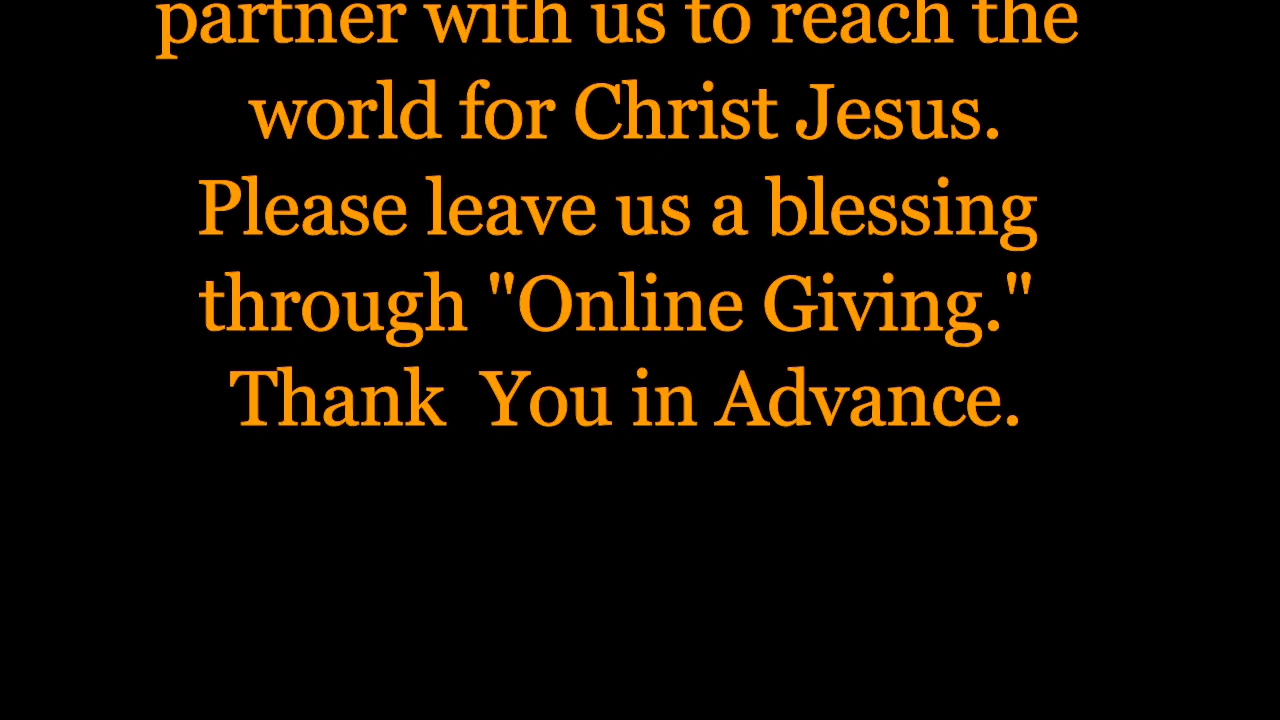 partner with us to reach the
world for Christ Jesus.
Please leave us a blessing
through "Online Giving."
Thank  You in Advance.